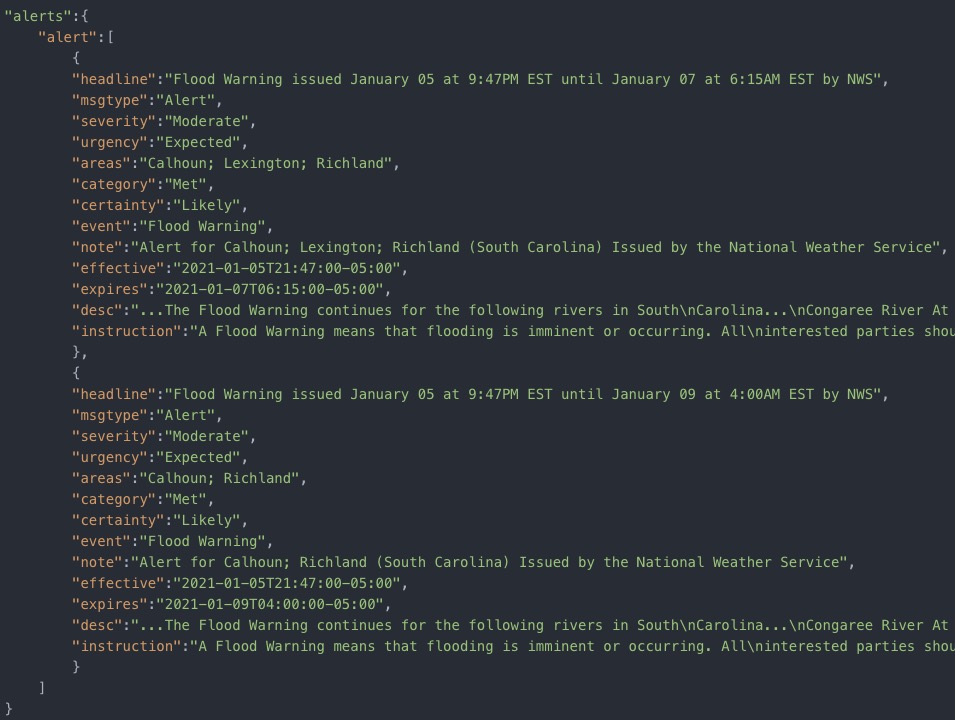 "alerts":{
"alert":[
{
"headline":"Flood Warning issued January 05 at 9:47PM EST until January 07 at 6:15AM EST by NWS",
"msgtype":"Alert",
"severity":"Moderate",
"urgency":"Expected",
"areas":"Calhoun; Lexington; Richland",
"category":"Met",
"certainty":"Likely",
"event":"Flood Warning",
"note":"Alert for Calhoun; Lexington; Richland (South Carolina) Issued by the National Weather Service",
"effective":"2021-01-05T21:47:00-05:00",
"expires":"2021-01-07T06:15:00-05:00",
"desc":"...The Flood Warning continues for the following rivers in South\nCarolina...\nCongaree River At
"instruction":"A Flood Warning means that flooding is imminent or occurring. All\ninterested parties shou
},
{
"headline":"Flood Warning issued January 05 at 9:47PM EST until January 09 at 4:00AM EST by NWS",
"msgtype":"Alert",
"severity":"Moderate",
"urgency":"Expected",
"areas":"Calhoun; Richland",
"category":"Met",
"certainty":"Likely",
"event":"Flood Warning",
"note":"Alert for Calhoun; Richland (South Carolina) Issued by the National Weather Service",
"effective":"2021-01-05T21:47:00-05:00",
"expires":"2021-01-09T04:00:00-05:00",
"desc":"...The Flood Warning continues for the following rivers in South\nCarolina...\nCongaree River At
"instruction":"A Flood Warning means that flooding is imminent or occurring. All\ninterested parties shou
}
]
}